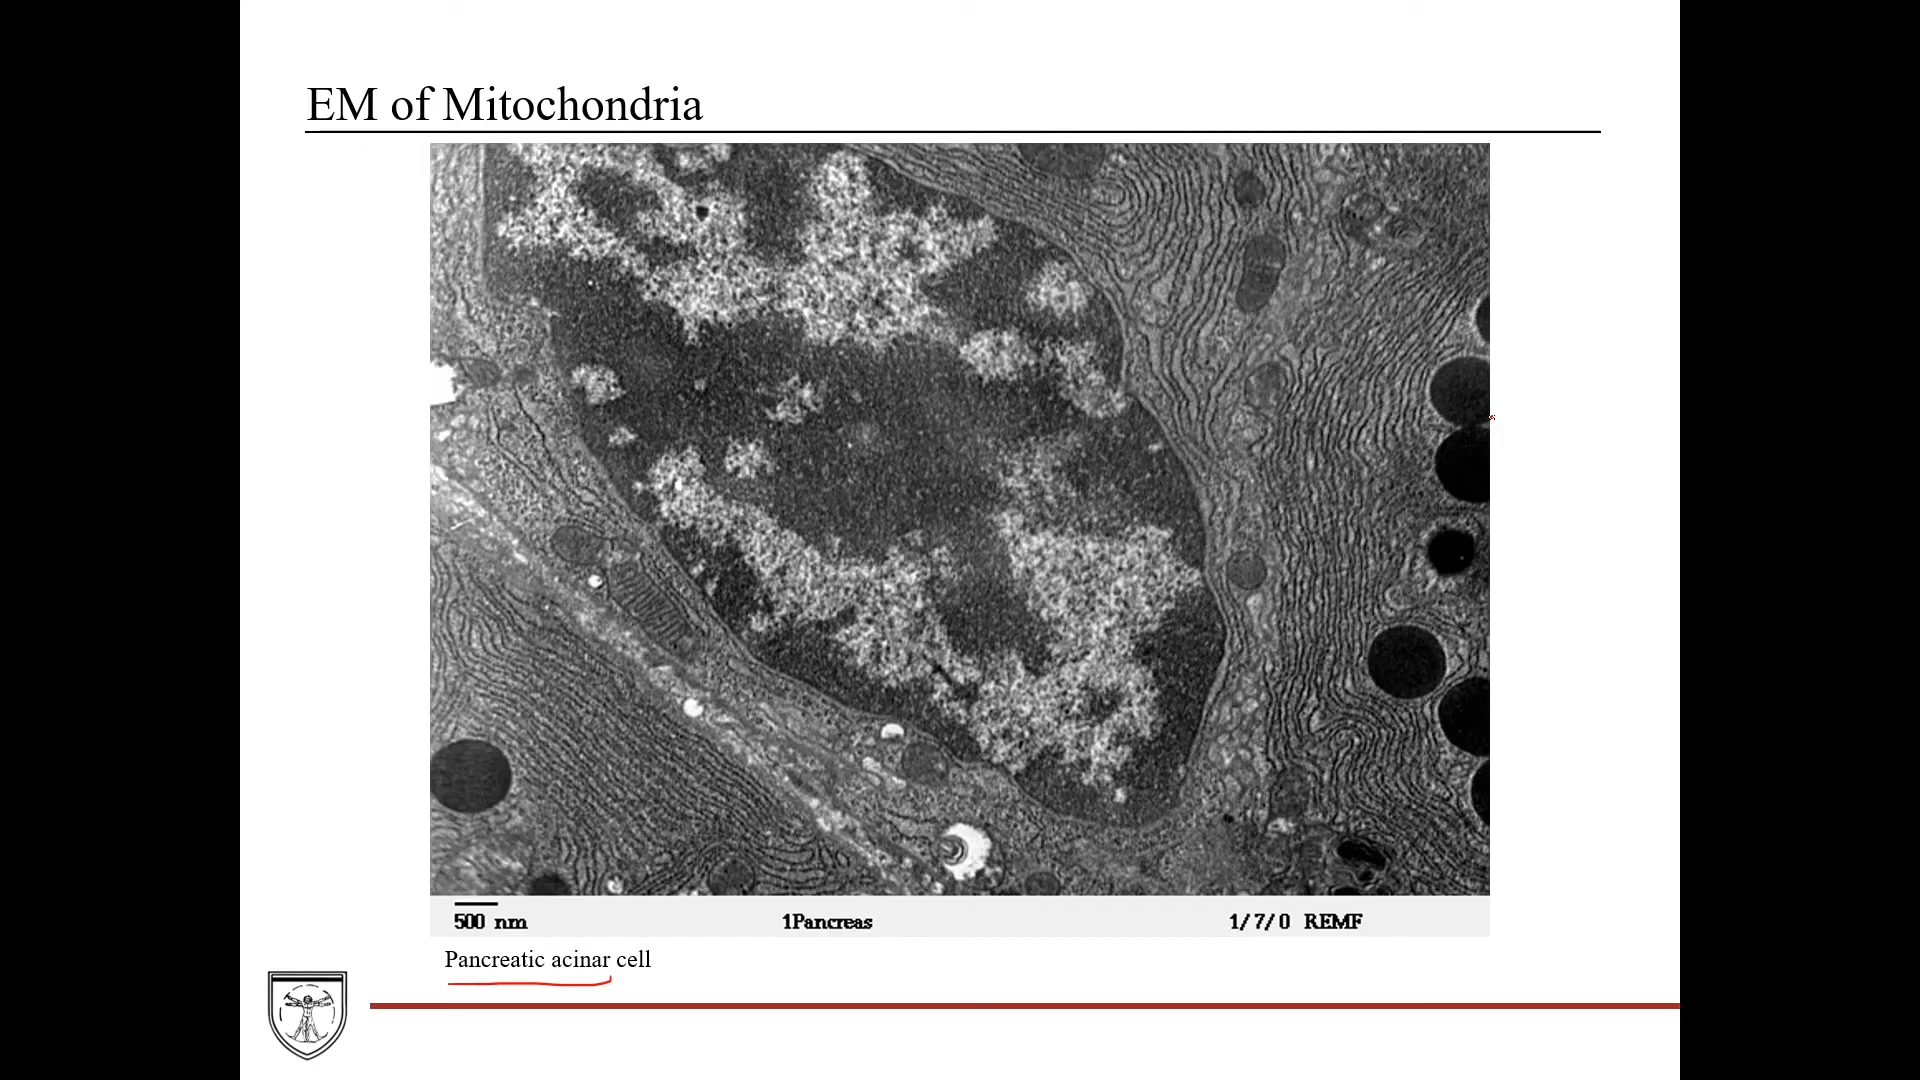 EM of Mitochondria
500 nm 1Pancreas 1/7/0 REMF
Pancreatic acinar cell